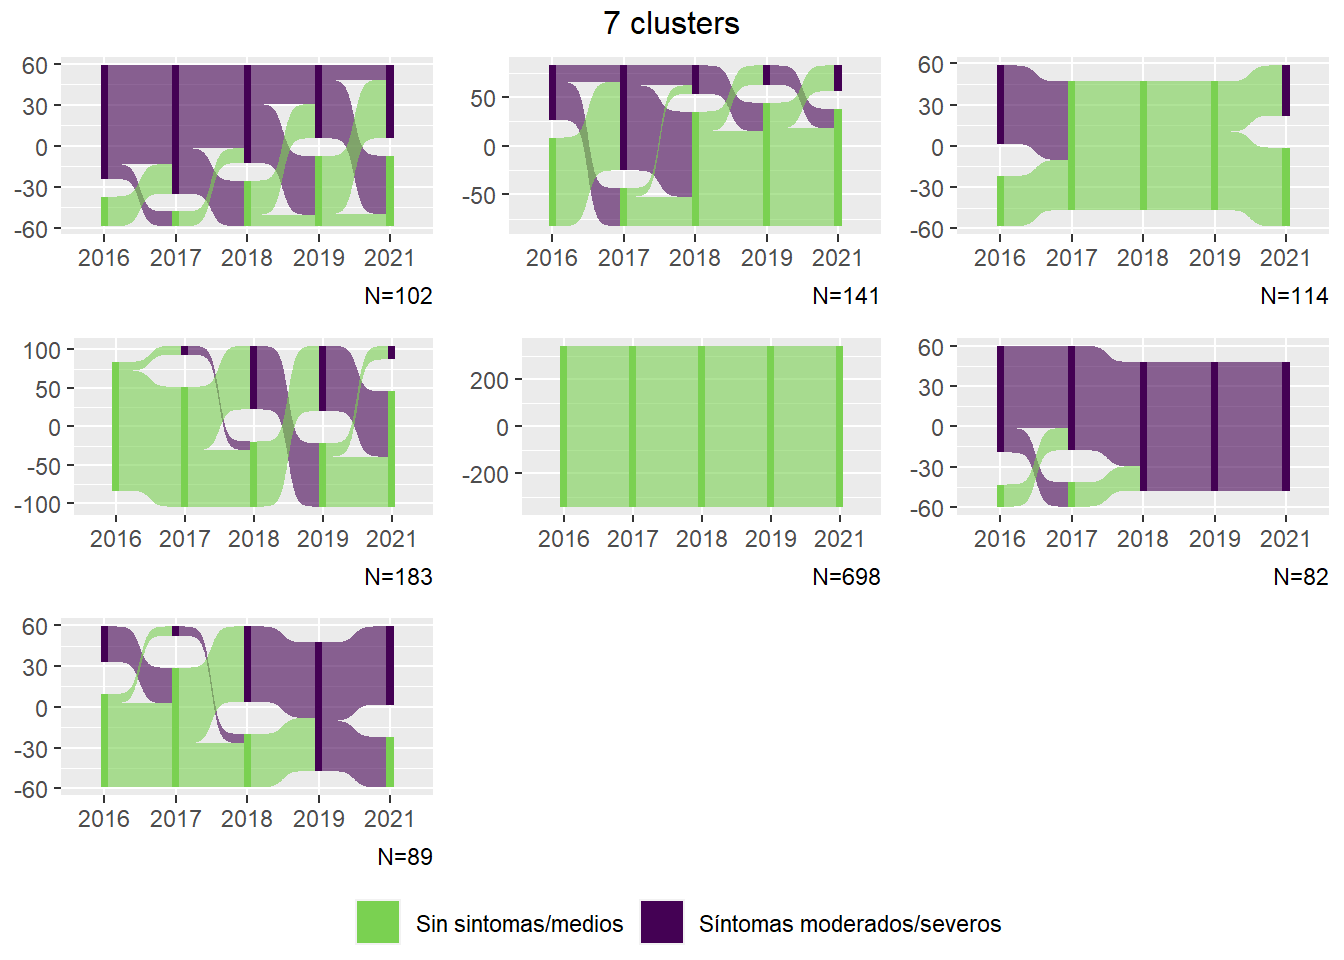 7 clusters
60
30
0
-30
-60
2016 2017 2018 2019 2021
N=102
50
0
-50
2016 2017 2018 2019 2021
N=141
60
30
0
-30
-60
2016 2017 2018 2019 2021
N=114
100
50
0
-50
-100
2016 2017 2018 2019 2021
N=183
200
0
-200
2016 2017 2018 2019 2021
N=698
60
30
0
-30
-60
2016 2017 2018 2019 2021
N=82
60
30
0
-30
-60
2016 2017 2018 2019 2021
N=89
Sin sintomas/medios Síntomas moderados/severos